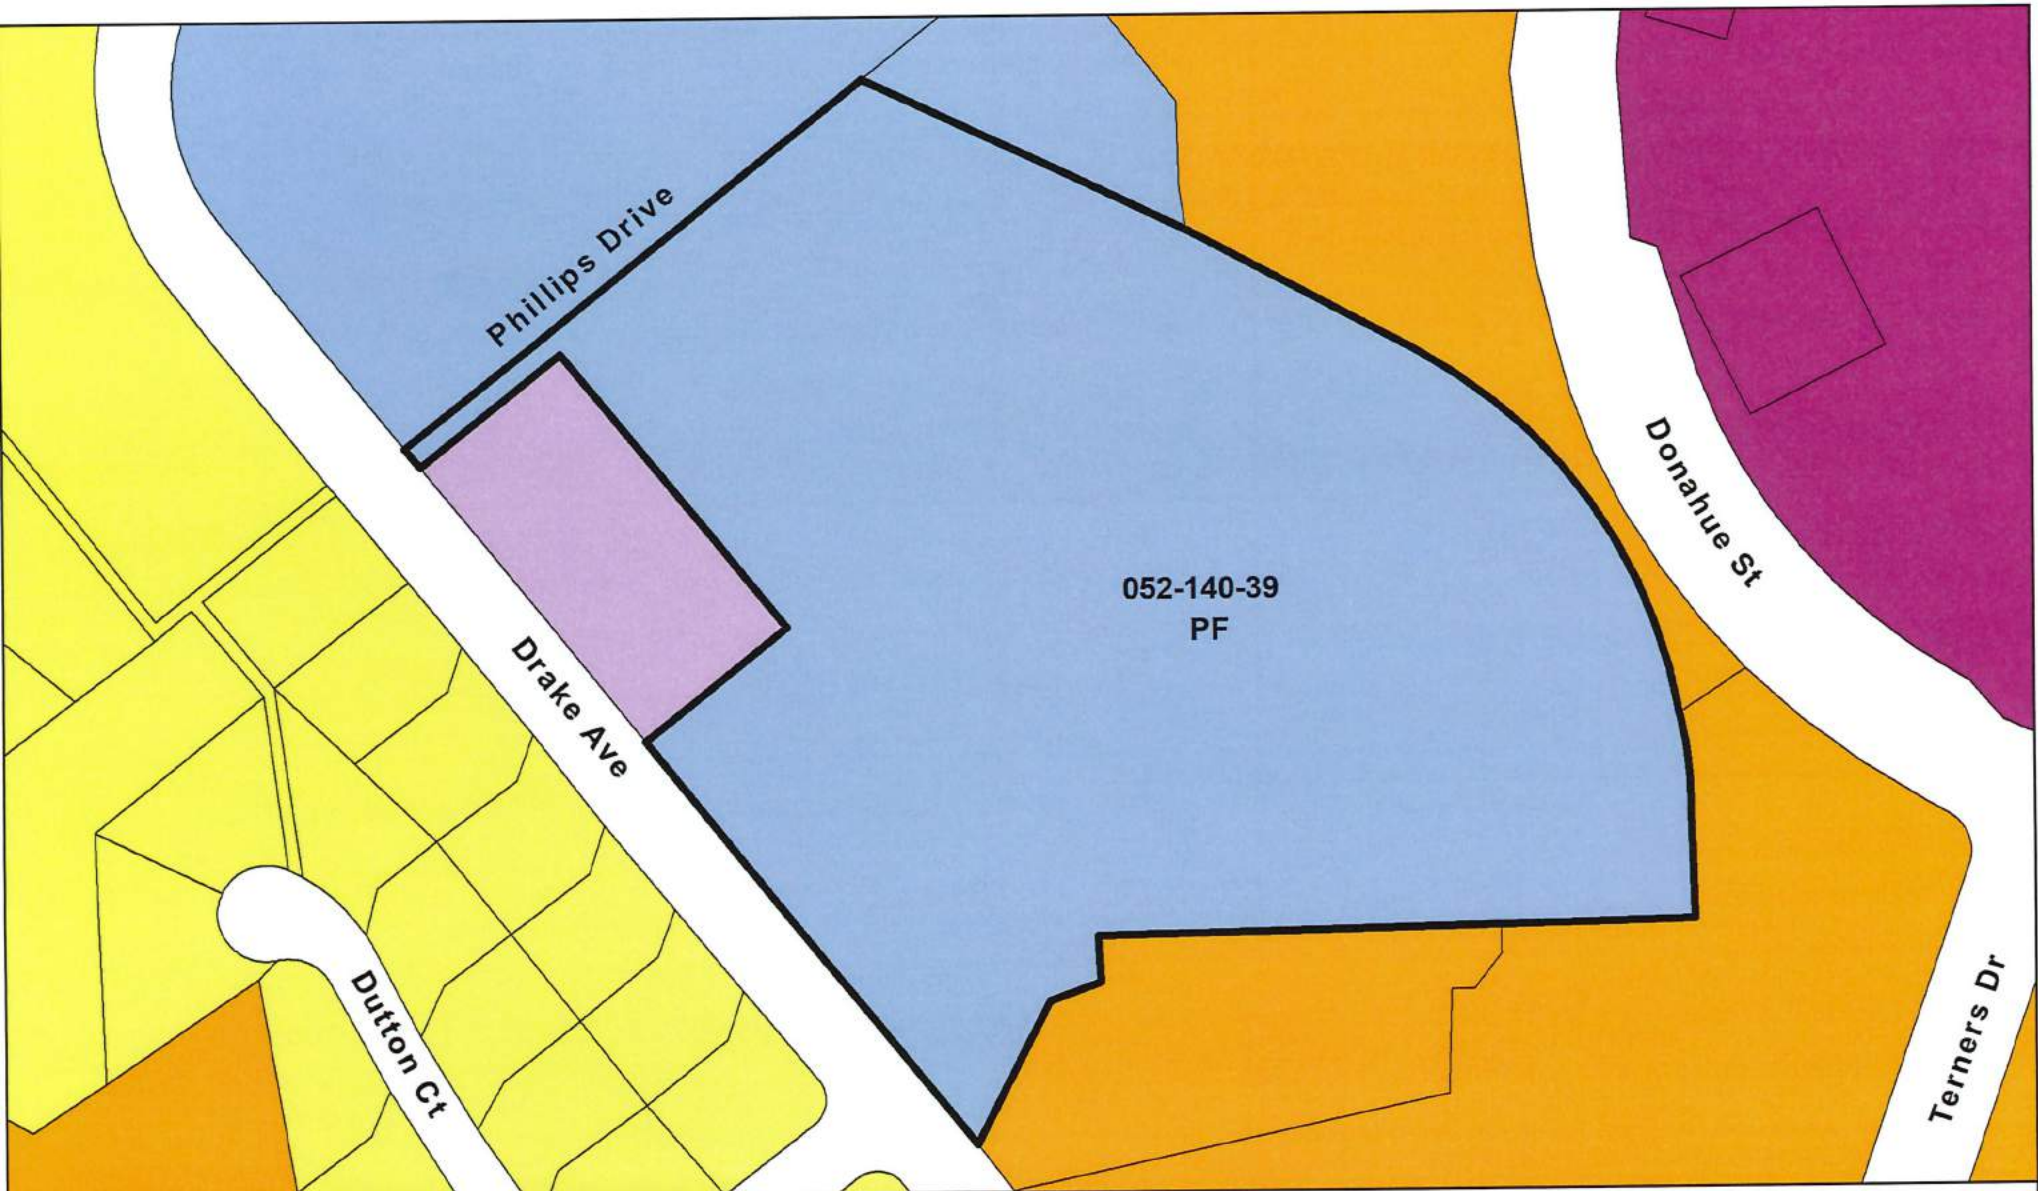 Phillips Drive
Donahue St
052-140-39
PF
Drake Ave
Dutton Ct
Terners Dr